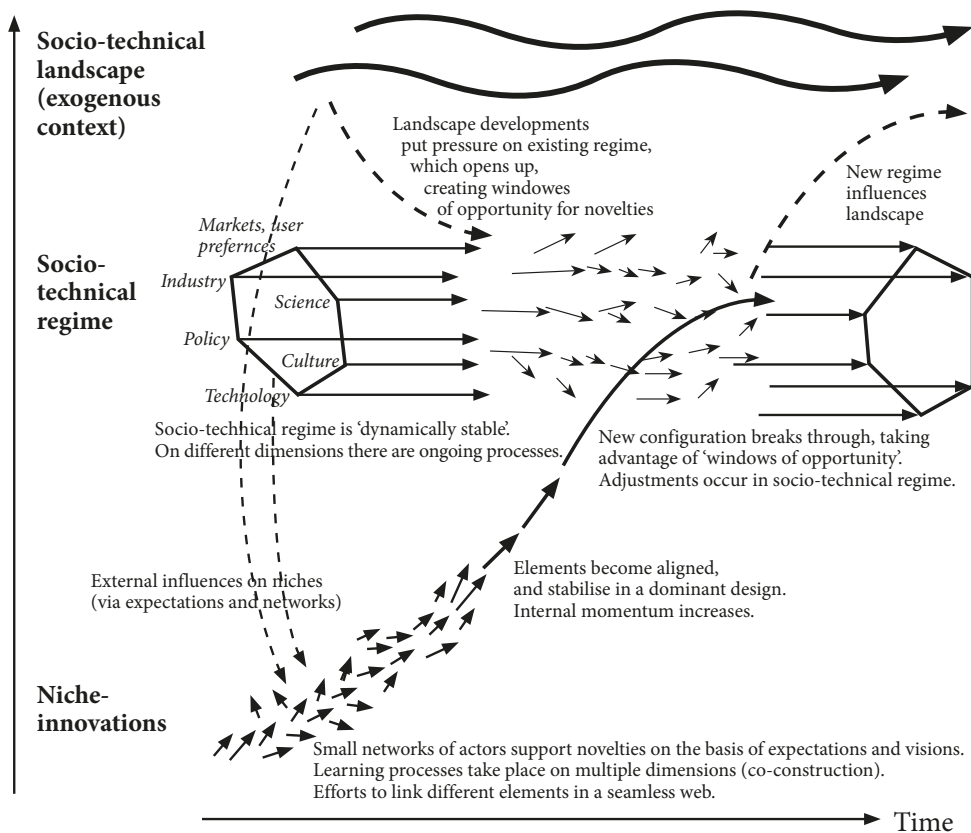 Socio-technical
landscape
(exogenous
context)
Landscape developments
put pressure on existing regime,
which opens up,
creating windowes
of opportunity for novelties
New regime
influences
landscape
Markets, user
prefernces
Socio-
technical
regime
Industry
Science
Policy
Culture
Technology
Socio-technical regime is ‘dynamically stable’.
On different dimensions there are ongoing processes.
New configuration breaks through, taking
advantage of ‘windows of opportunity’.
Adjustments occur in socio-technical regime.
External influences on niches
(via expectations and networks)
Elements become aligned,
and stabilise in a dominant design.
Internal momentum increases.
Niche-
innovations
Small networks of actors support novelties on the basis of expectations and visions.
Learning processes take place on multiple dimensions (co-construction).
Efforts to link different elements in a seamless web.
Time